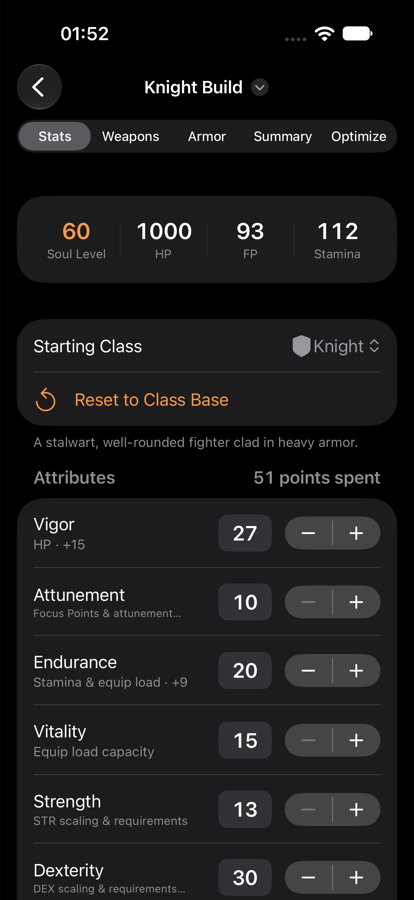 01:52
Knight Build
Stats Weapons Armor Summary Optimize
60 1000 93 112
Soul Level HP FP Stamina
Starting Class Knight
Reset to Class Base
A stalwart, well-rounded fighter clad in heavy armor.
Attributes 51 points spent
Vigor
HP · +15
27 − +
Attunement
Focus Points & attunement...
10 − +
Endurance
Stamina & equip load · +9
20 − +
Vitality
Equip load capacity
15 − +
Strength
STR scaling & requirements
13 − +
Dexterity
DEX scaling & requirements...
30 − +